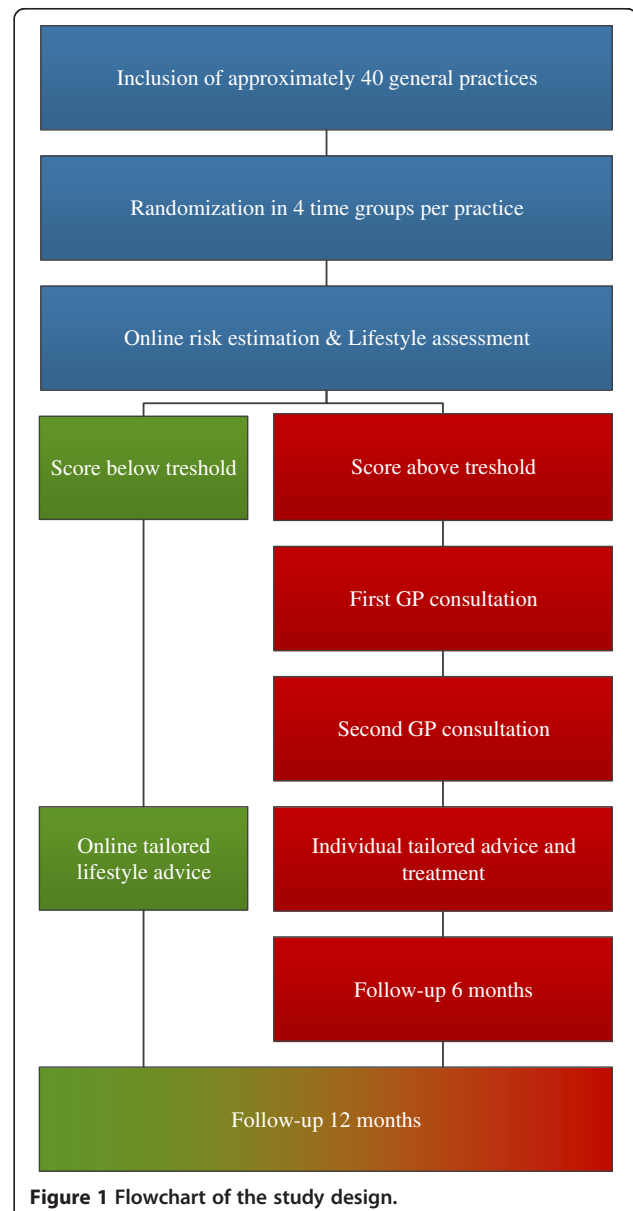 Inclusion of approximately 40 general practices
Randomization in 4 time groups per practice
Online risk estimation & Lifestyle assessment
Score below treshold
Score above treshold
First GP consultation
Second GP consultation
Online tailored
lifestyle advice
Individual tailored advice and
treatment
Follow-up 6 months
Follow-up 12 months
Figure 1 Flowchart of the study design.